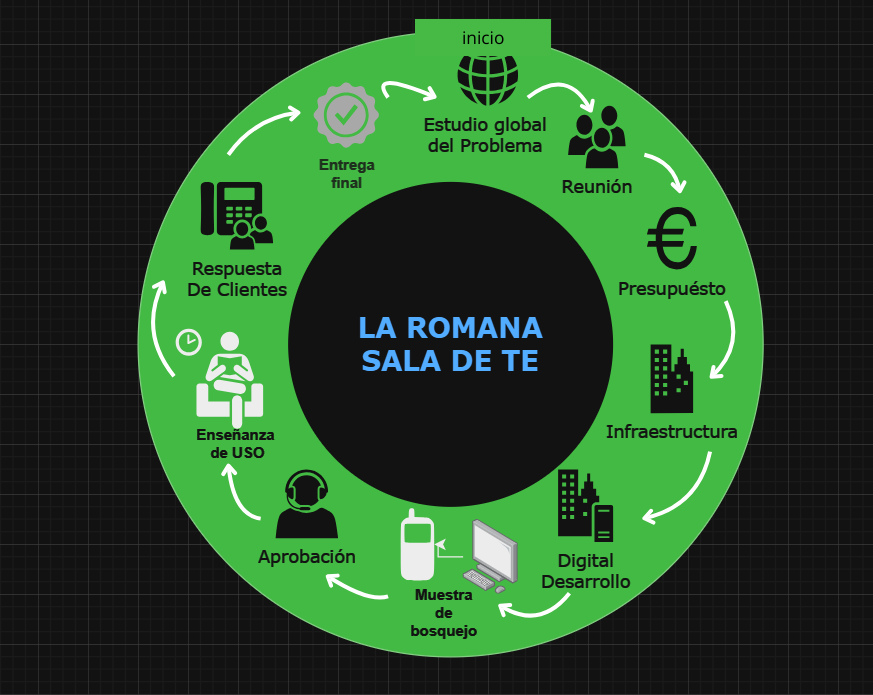 inicio
Estudio global
del Problema
Reunión
Presupuésto
Infraestructura
Digital
Desarrollo
Muestra
de
bosquejo
Aprobación
Enseñanza
de USO
Respuesta
De Clientes
Entrega
final
LA ROMANA
SALA DE TE